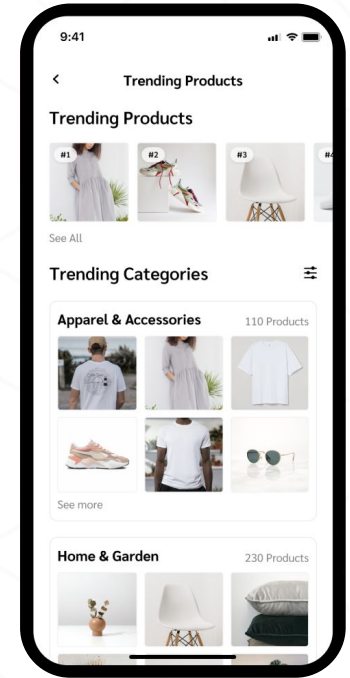 9:41
Trending Products
Trending Products
#1 #2 #3 #4
See All
Trending Categories
Apparel & Accessories 110 Products
See more
Home & Garden 230 Products